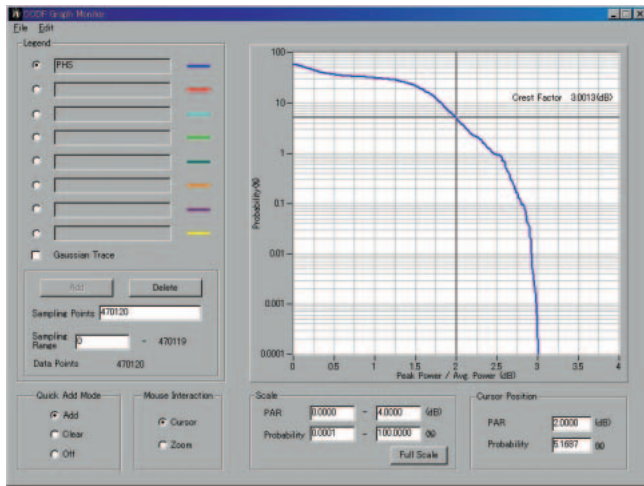 CCDF Graph Monitor
File Edit
Legend
PHS
Gaussian Trace
Add Delete
Sampling Points 470120
Sampling Range 0 - 470119
Data Points 470120
Quick Add Mode
Add
Clear
Off
Mouse Interaction
Cursor
Zoom
Crest Factor 3.0013(dB)
Probability(%)
100
10
1
0.1
0.01
0.001
0.0001
0 0.5 1 1.5 2 2.5 3 3.5 4
Peak Power / Avg. Power (dB)
Scale
PAR 0.0000 - 4.0000 (dB)
Probability 0.0001 - 100.0000 (%)
Full Scale
Cursor Position
PAR 2.0000 (dB)
Probability 5.1687 (%)